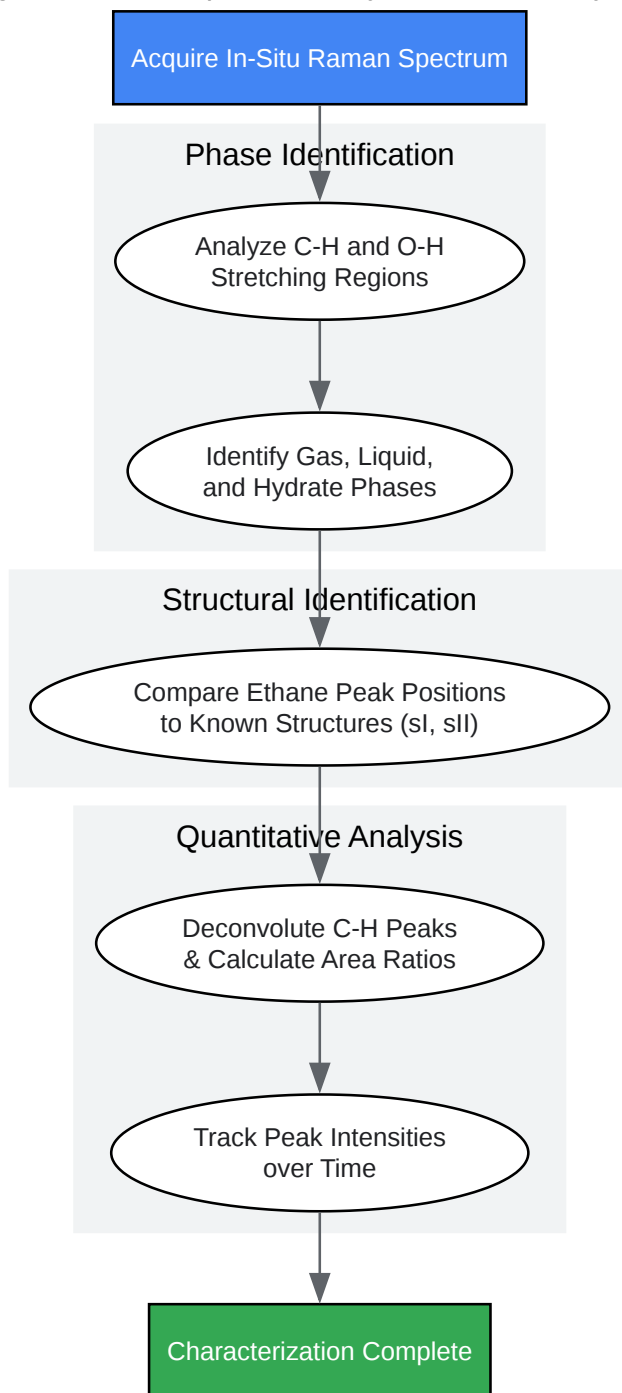 Acquire In-Situ Raman Spectrum
Phase Identification
Analyze C-H and O-H
Stretching Regions
Identify Gas, Liquid,
and Hydrate Phases
Structural Identification
Compare Ethane Peak Positions
to Known Structures (sI, sII)
Quantitative Analysis
Deconvolute C-H Peaks
& Calculate Area Ratios
Track Peak Intensities
over Time
Characterization Complete